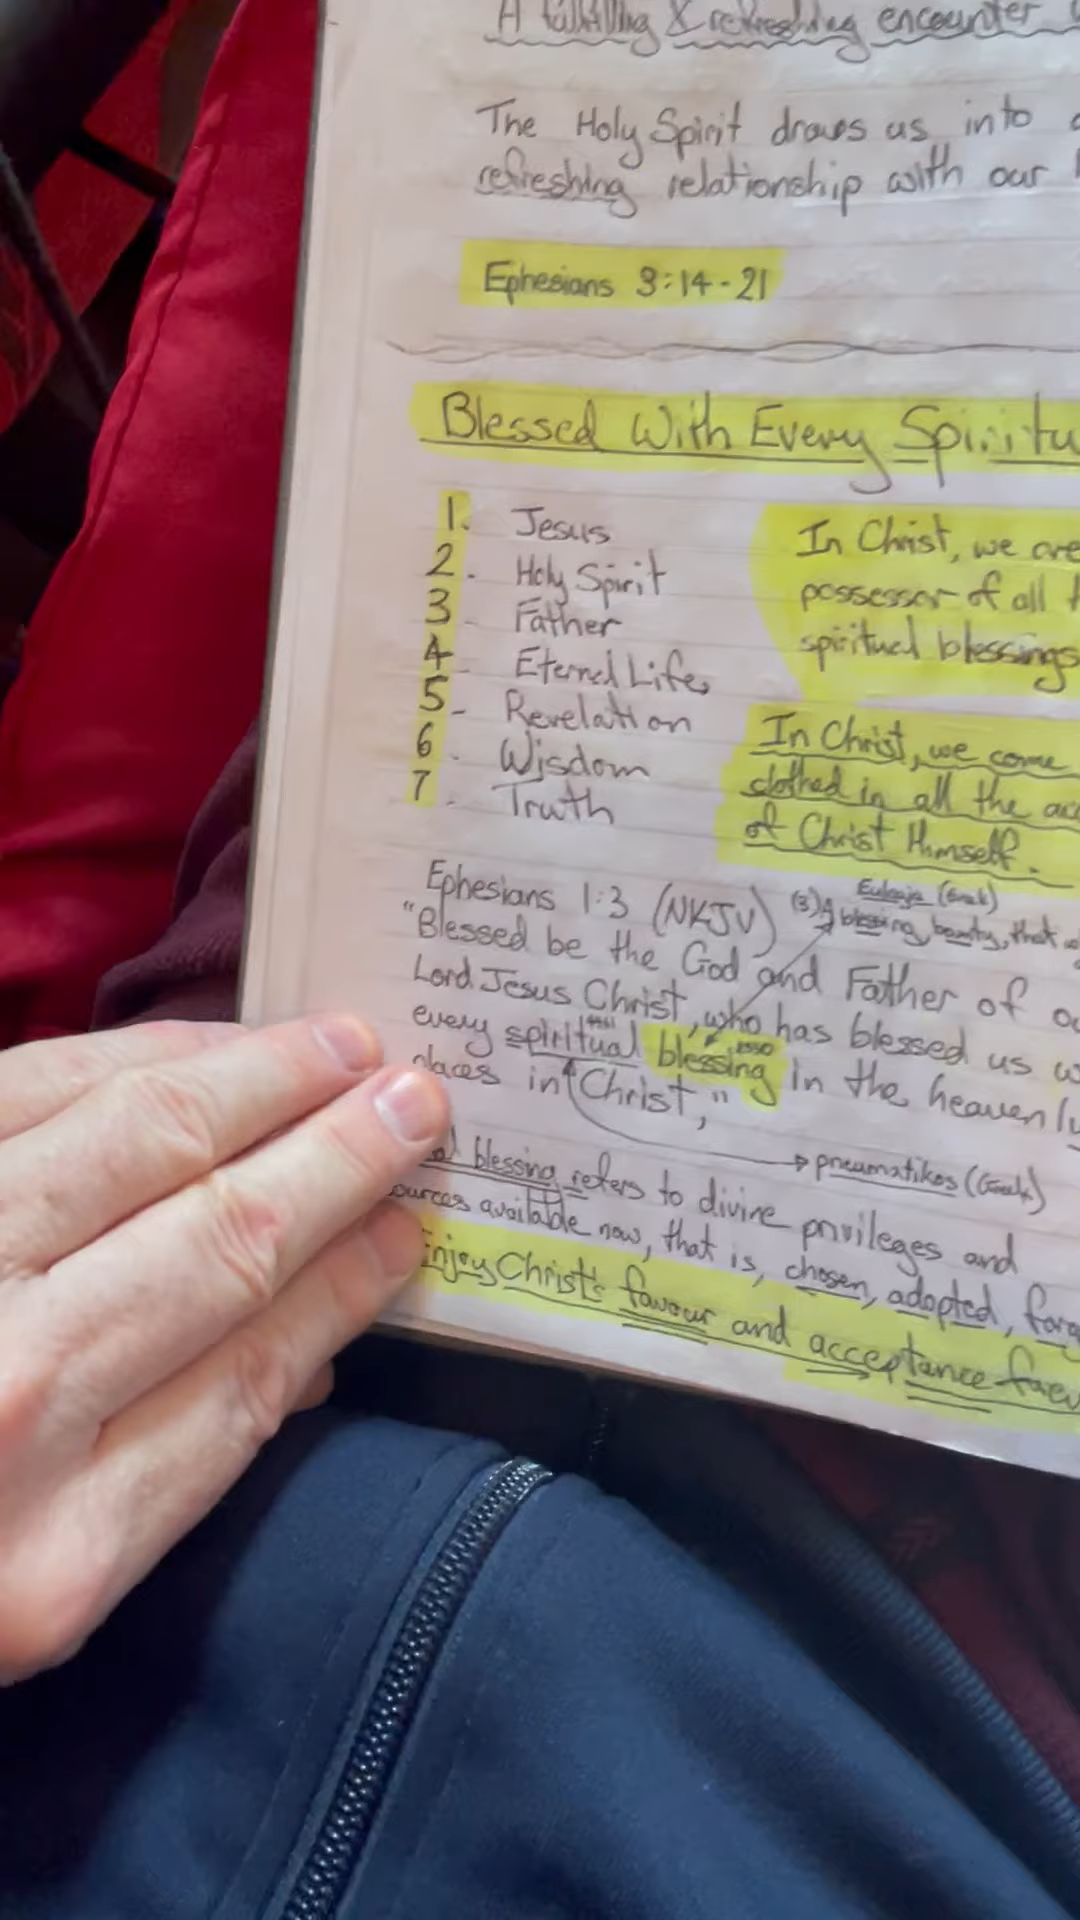 A fulfilling & refreshing encounter
The Holy Spirit draws us into
refreshing relationship with our
Ephesians 3:14-21
Blessed With Every Spiritu
1. Jesus
2. Holy Spirit
3. Father
4. Eternal Life,
5. Revelation
6. Wisdom
7. Truth
In Christ, we are
possessor of all
spiritual blessings
In Christ, we come
clothed in all the
of Christ Himself.
Ephesians 1:3 (NKJV)
(Greek)
(3) A blessing, bounty, that
"Blessed be the God and Father of
Lord Jesus Christ, who has blessed us
every spiritual blessing in the heavenly
places in Christ,"
pneumatikos (Greek)
blessing refers to divine privileges and
ources available now, that is, chosen, adopted,
Enjoy Christ's favour and acceptance